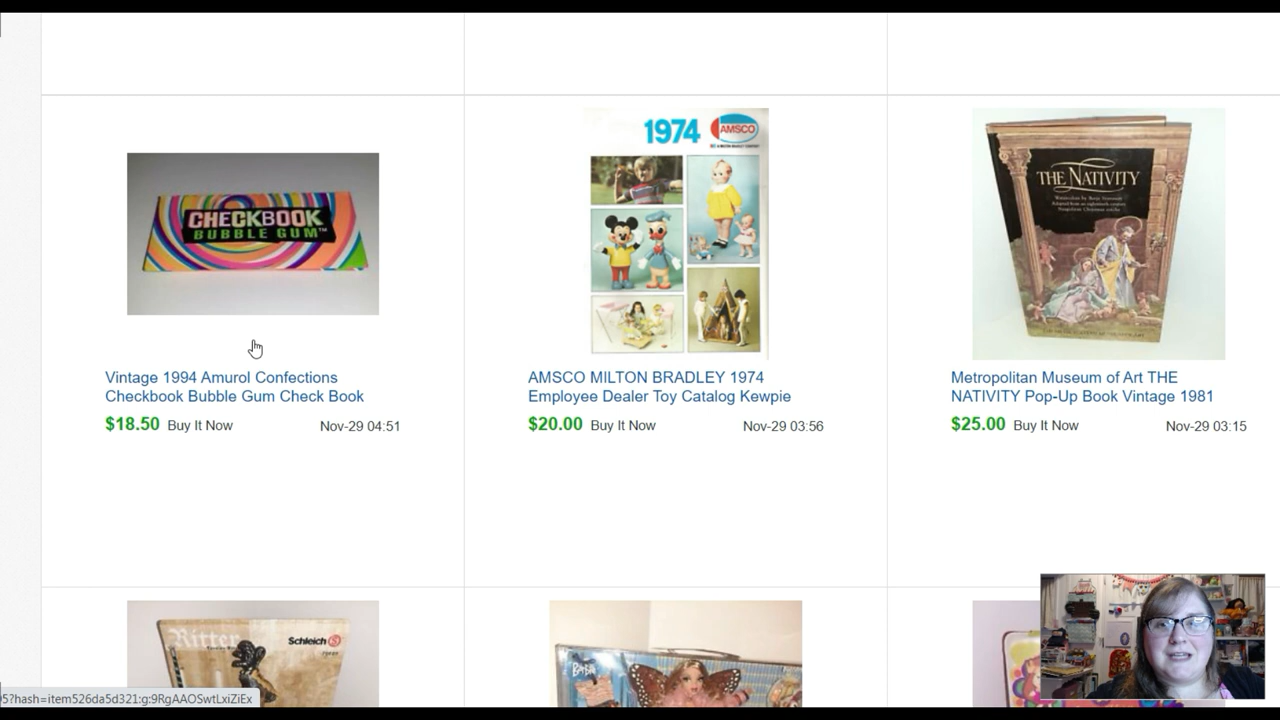 CHECKBOOK
BUBBLE GUM™
1974 AMSCO
THE NATIVITY
Vintage 1994 Amurol Confections
Checkbook Bubble Gum Check Book
$18.50 Buy It Now Nov-29 04:51
AMSCO MILTON BRADLEY 1974
Employee Dealer Toy Catalog Kewpie
$20.00 Buy It Now Nov-29 03:56
Metropolitan Museum of Art THE
NATIVITY Pop-Up Book Vintage 1981
$25.00 Buy It Now Nov-29 03:15
Ritter
Schleich S
Barbie
95?hash=item526da5d321:g:9RgAAOSwtLxiZiEx